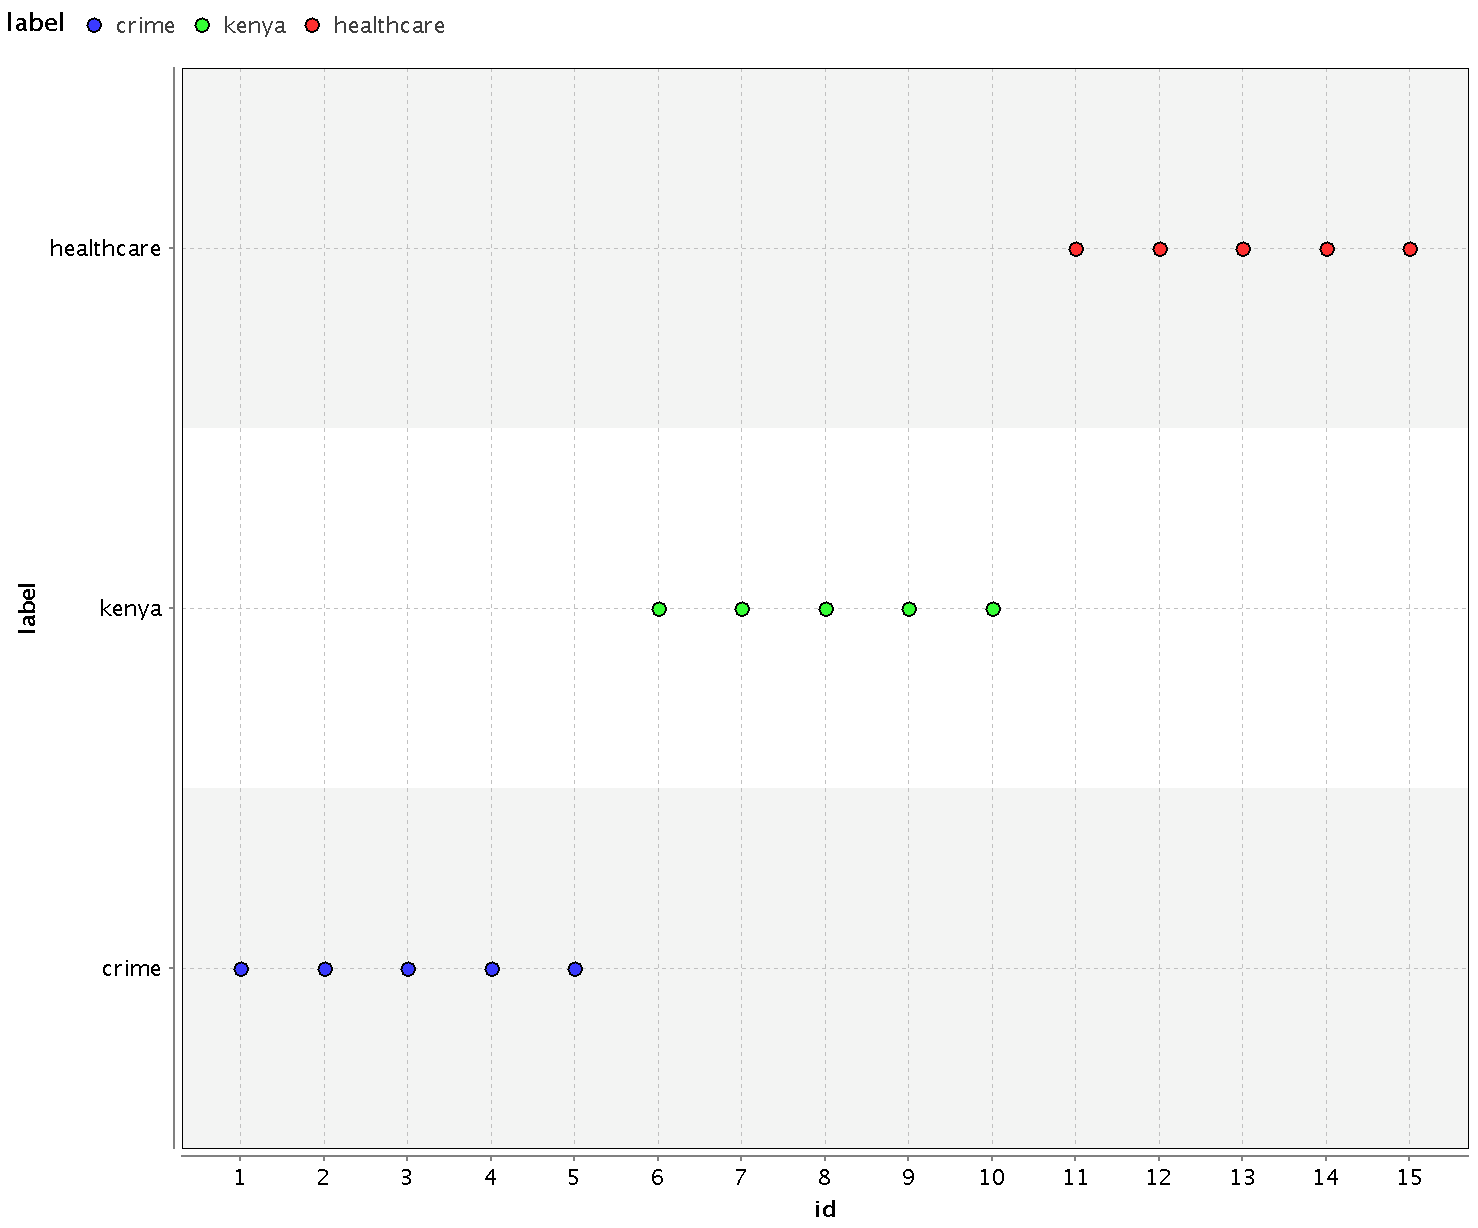 label crime kenya healthcare
healthcare
kenya
label
crime
1 2 3 4 5 6 7 8 9 10 11 12 13 14 15
id